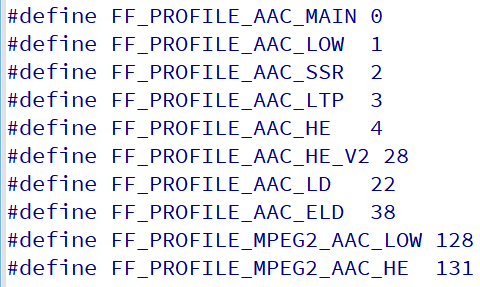 #define FF_PROFILE_AAC_MAIN 0
#define FF_PROFILE_AAC_LOW  1
#define FF_PROFILE_AAC_SSR  2
#define FF_PROFILE_AAC_LTP  3
#define FF_PROFILE_AAC_HE   4
#define FF_PROFILE_AAC_HE_V2 28
#define FF_PROFILE_AAC_LD   22
#define FF_PROFILE_AAC_ELD  38
#define FF_PROFILE_MPEG2_AAC_LOW 128
#define FF_PROFILE_MPEG2_AAC_HE  131